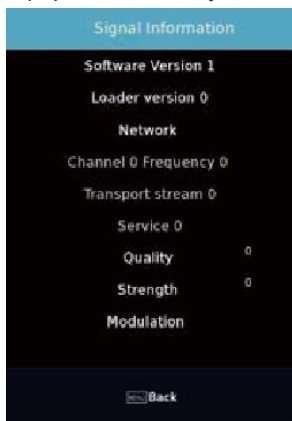 Signal Information
Software Version 1
Loader version 0
Network
Channel 0 Frequency 0
Transport stream 0
Service 0
Quality 0
Strength 0
Modulation
MENU Back